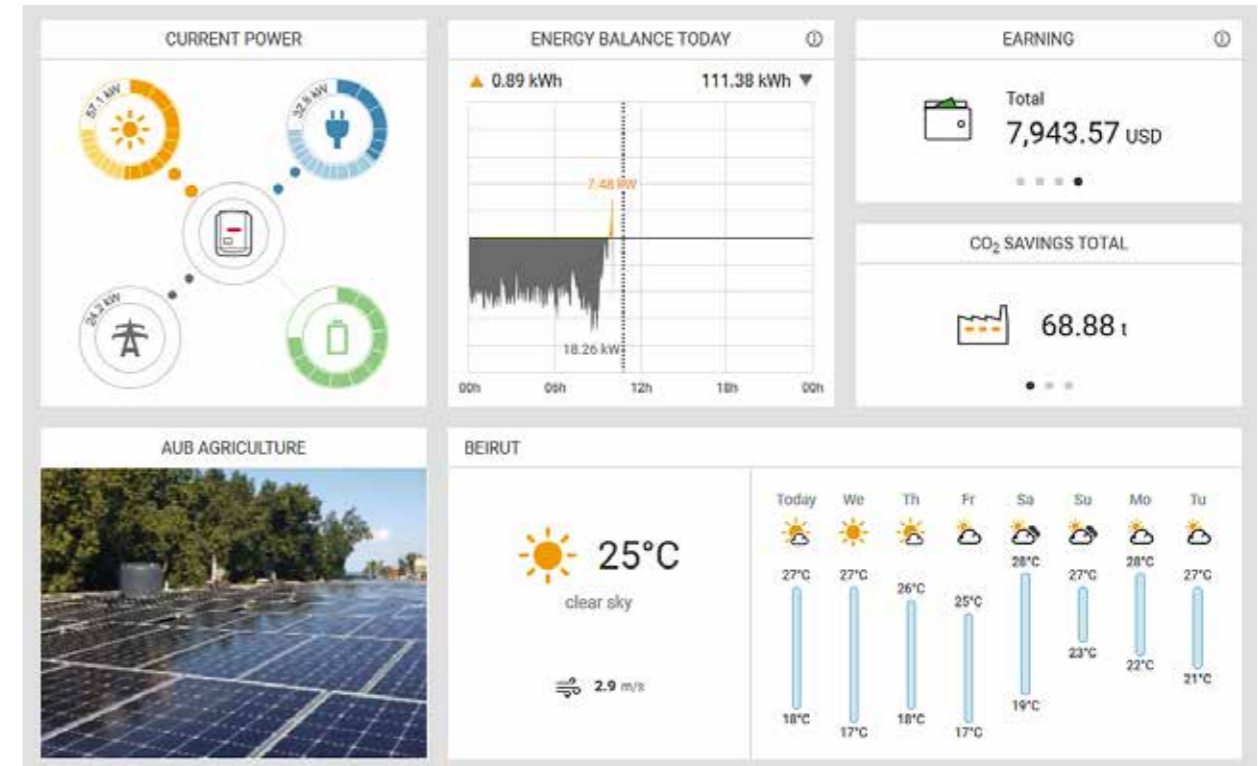 CURRENT POWER
57.1 kW
32.8 kW
24.2 kW
ENERGY BALANCE TODAY
0.89 kWh 111.38 kWh
7.48 kW
18.26 kW
00h 06h 12h 18h 00h
EARNING
Total
7,943.57 USD
CO2 SAVINGS TOTAL
68.88 t
AUB AGRICULTURE
BEIRUT
25°C
clear sky
2.9 m/s
Today We Th Fr Sa Su Mo Tu
27°C 27°C 26°C 25°C 28°C 27°C 28°C 27°C
18°C 17°C 18°C 17°C 19°C 23°C 22°C 21°C